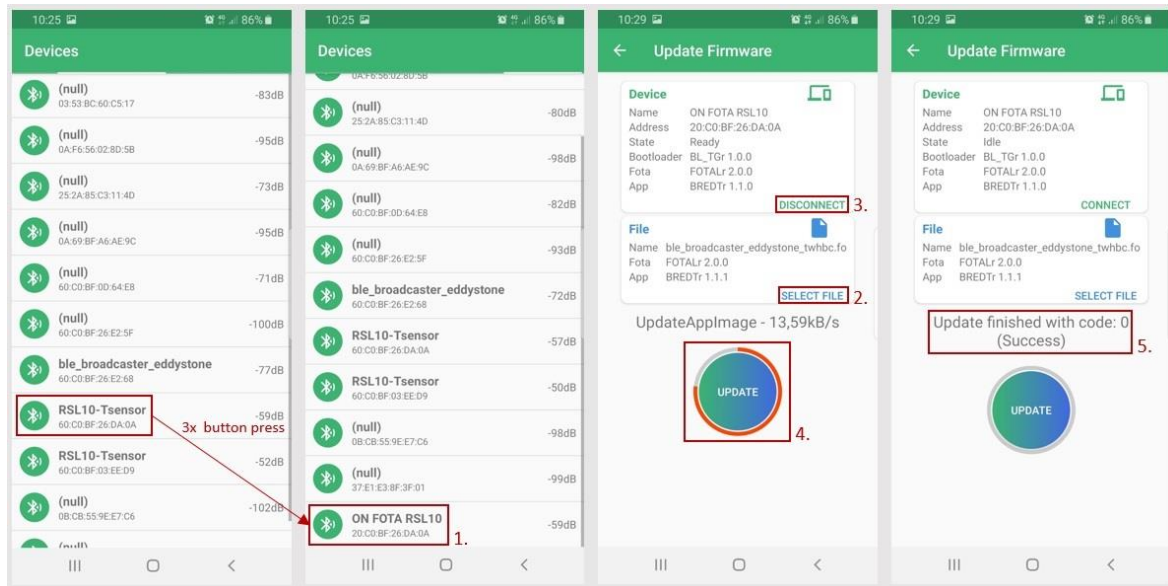 10:25 86%
Devices
(null)
03:53:BC:60:C5:17 -83dB
(null)
0A:F6:56:02:8D:5B -95dB
(null)
25:2A:85:C3:11:4D -73dB
(null)
0A:69:BF:A6:AE:9C -95dB
(null)
60:C0:BF:0D:64:E8 -71dB
(null)
60:C0:BF:26:E2:5F -100dB
ble_broadcaster_eddystone
60:C0:BF:26:E2:68 -77dB
RSL10-Tsensor
60:C0:BF:26:DA:0A -59dB
3x button press
RSL10-Tsensor
60:C0:BF:03:EE:D9 -52dB
(null)
0B:CB:55:9E:E7:C6 -102dB
(null)
10:25 86%
Devices
0A:F6:56:02:8D:5B
(null)
25:2A:85:C3:11:4D -80dB
(null)
0A:69:BF:A6:AE:9C -98dB
(null)
60:C0:BF:0D:64:E8 -82dB
(null)
60:C0:BF:26:E2:5F -93dB
ble_broadcaster_eddystone
60:C0:BF:26:E2:68 -72dB
RSL10-Tsensor
60:C0:BF:26:DA:0A -57dB
RSL10-Tsensor
60:C0:BF:03:EE:D9 -50dB
(null)
0B:CB:55:9E:E7:C6 -98dB
(null)
37:E1:E3:8F:3F:01 -99dB
ON FOTA RSL10
20:C0:BF:26:DA:0A -59dB
1.
10:29 86%
Update Firmware
Device
Name ON FOTA RSL10
Address 20:C0:BF:26:DA:0A
State Ready
Bootloader BL_TGr 1.0.0
Fota FOTALr 2.0.0
App BREDTr 1.1.0
DISCONNECT 3.
File
Name ble_broadcaster_eddystone_twhbc.fo
Fota FOTALr 2.0.0
App BREDTr 1.1.1
SELECT FILE 2.
UpdateAppImage - 13,59kB/s
UPDATE
4.
10:29 86%
Update Firmware
Device
Name ON FOTA RSL10
Address 20:C0:BF:26:DA:0A
State Idle
Bootloader BL_TGr 1.0.0
Fota FOTALr 2.0.0
App BREDTr 1.1.0
CONNECT
File
Name ble_broadcaster_eddystone_twhbc.fo
Fota FOTALr 2.0.0
App BREDTr 1.1.1
SELECT FILE
Update finished with code: 0
(Success)
5.
UPDATE